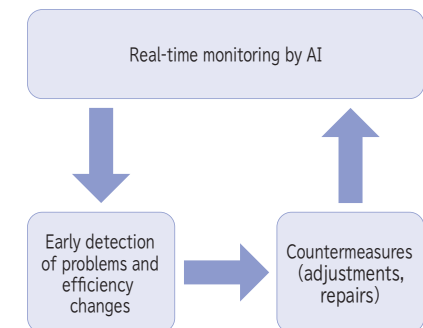 Real-time monitoring by AI
Early detection
of problems and
efficiency
changes
Countermeasures
(adjustments,
repairs)